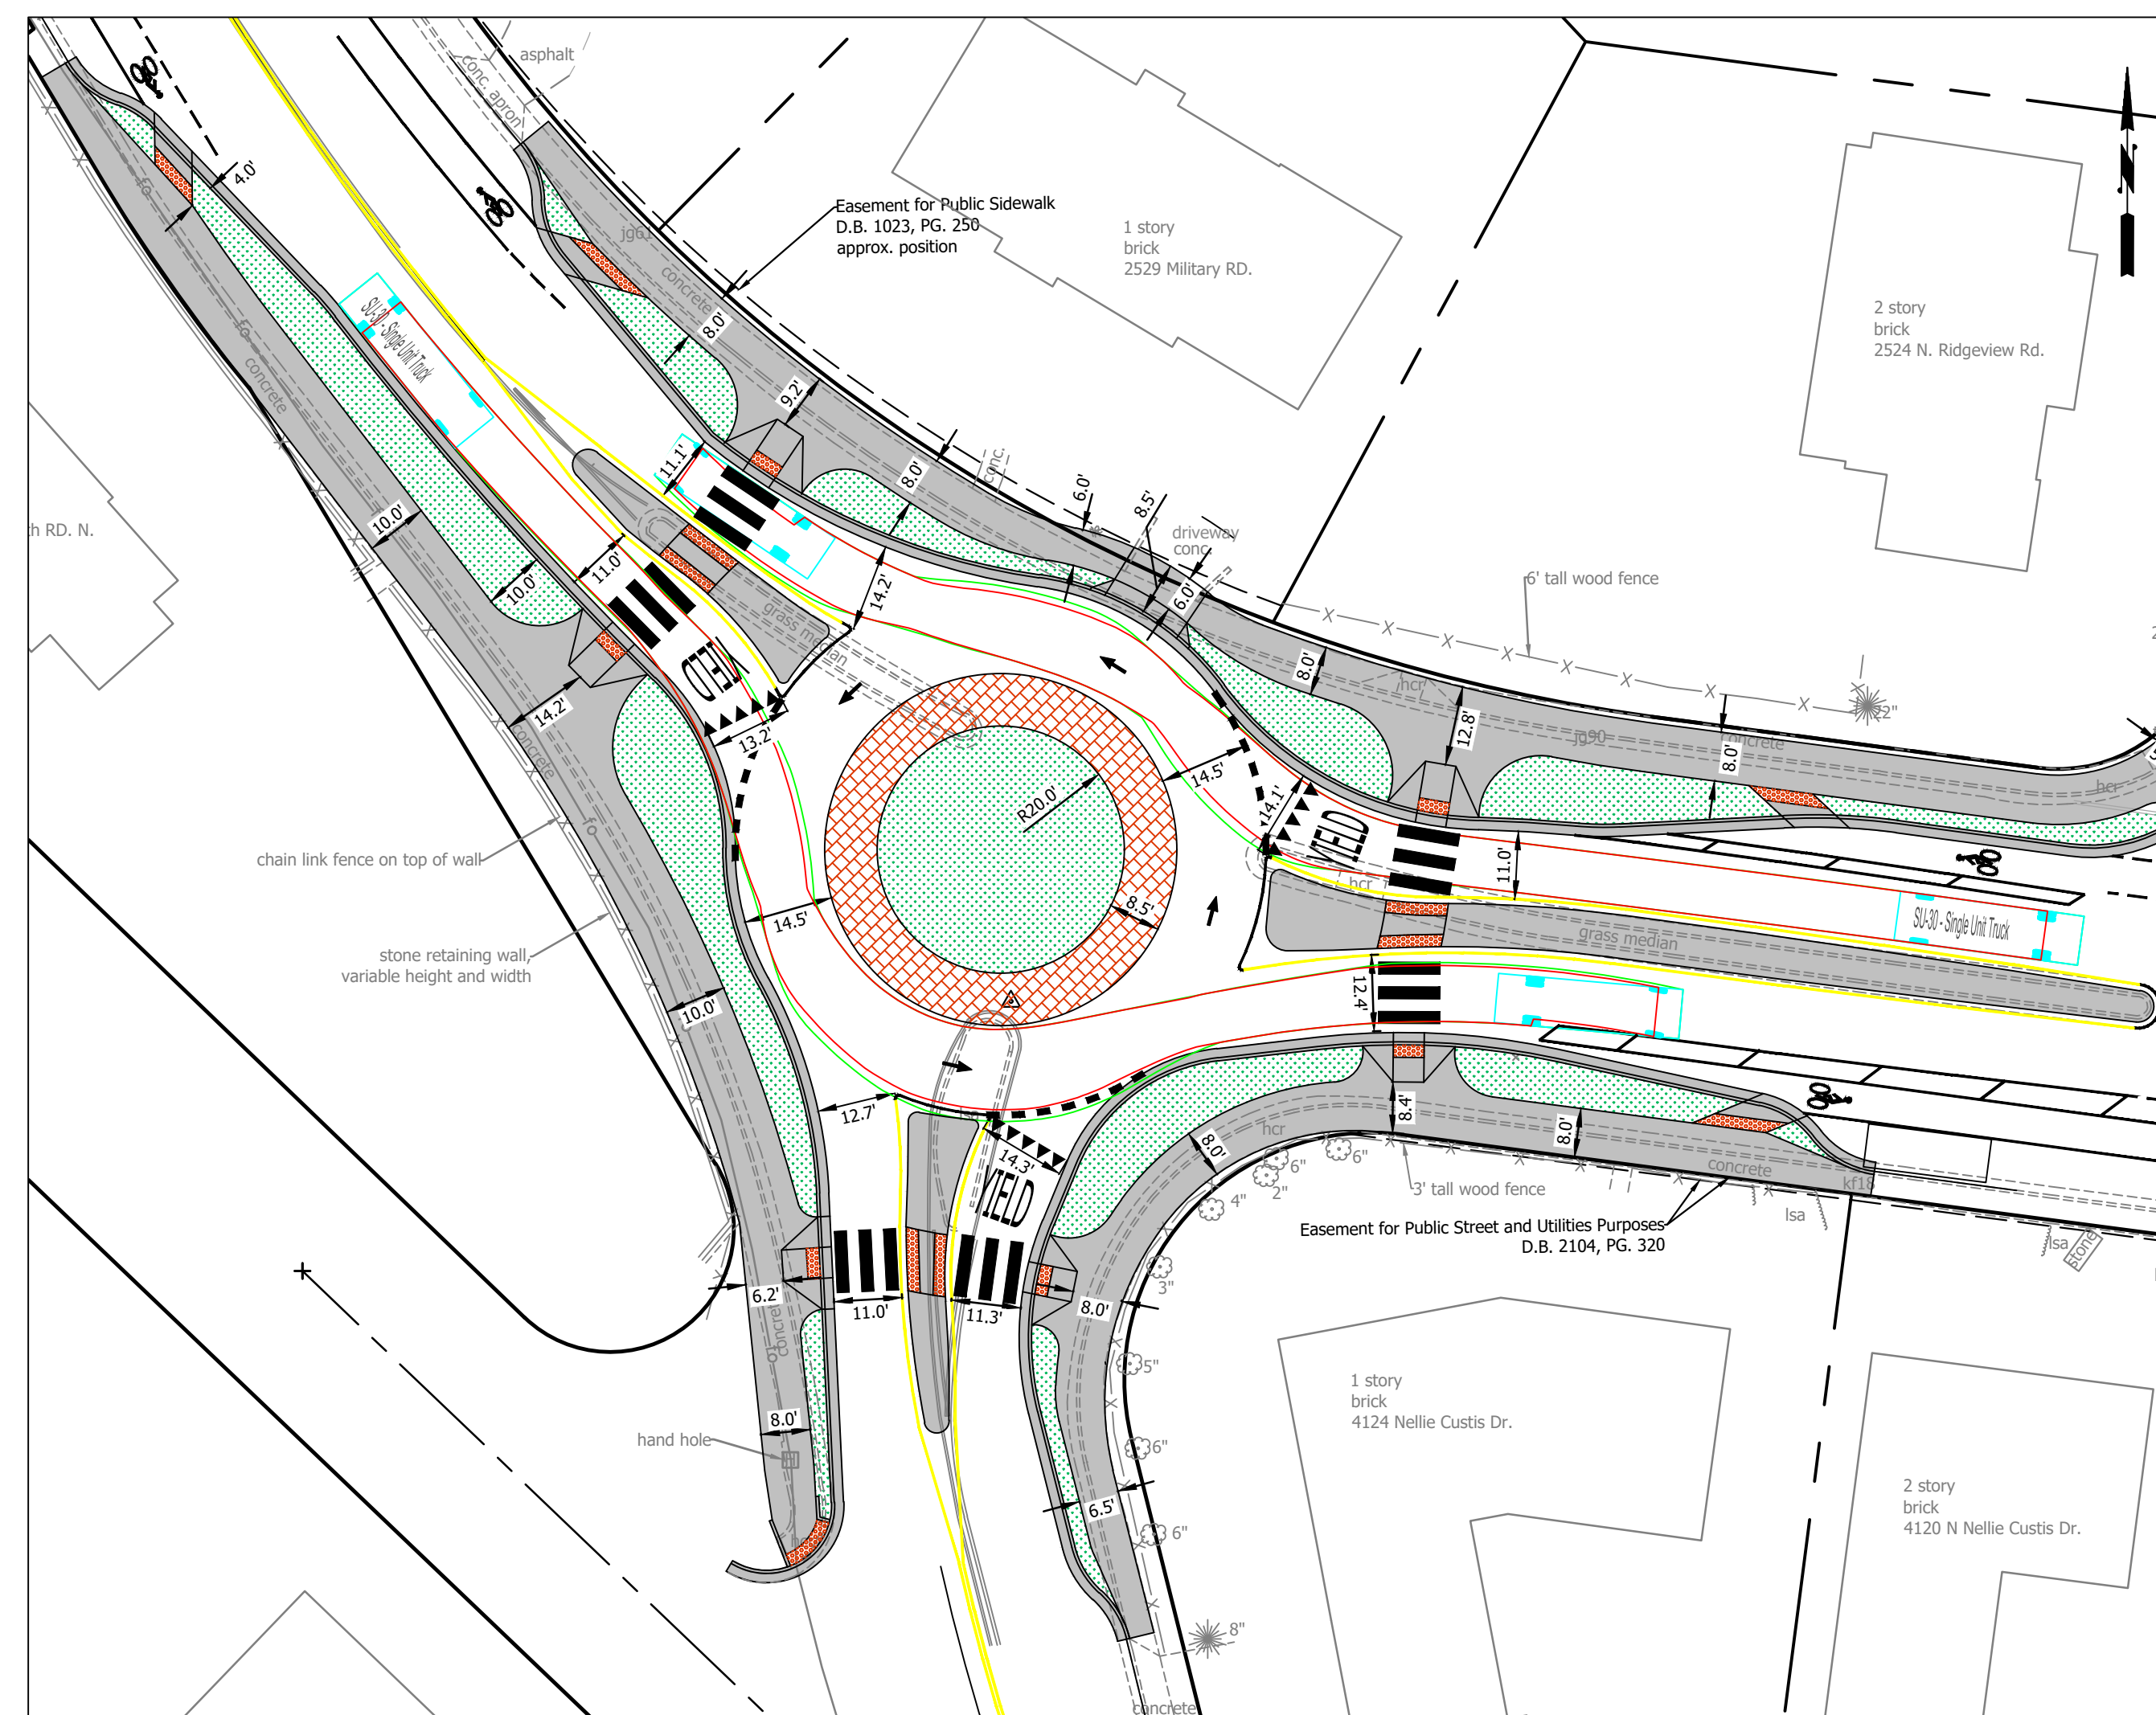 asphalt
conc. apron
4.0'
fo
jg61
Easement for Public Sidewalk
D.B. 1023, PG. 250
approx. position
1 story
brick
2529 Military RD.
N
2 story
brick
2524 N. Ridgeview Rd.
concrete
8.0'
SU-30 - Single Unit Truck
fo
concrete
9.2'
11.1'
8.0'
conc.
6.0'
8.5'
driveway
conc.
10.0'
11.0'
10.0'
14.2'
6.0'
6' tall wood fence
th RD. N.
grass median
YIELD
8.0'
hcr
12.8'
jg90
concrete
8.0'
22"
hcr
14.2'
13.2'
concrete
14.5'
R20.0'
14.1'
YIELD
11.0'
hcr
fo
chain link fence on top of wall
8.5'
14.5'
SU-30 - Single Unit Truck
grass median
stone retaining wall,
variable height and width
12.4'
10.0'
12.7'
14.3'
YIELD
8.0'
hcr
8.4'
8.0'
6"
6"
2"
4"
3' tall wood fence
concrete
kf18
lsa
lsa
stone
Easement for Public Street and Utilities Purposes
D.B. 2104, PG. 320
3"
6.2'
11.0'
11.3'
8.0'
concrete
fo
5"
1 story
brick
4124 Nellie Custis Dr.
8.0'
hand hole
6"
6.5'
6"
2 story
brick
4120 N Nellie Custis Dr.
8"
concrete